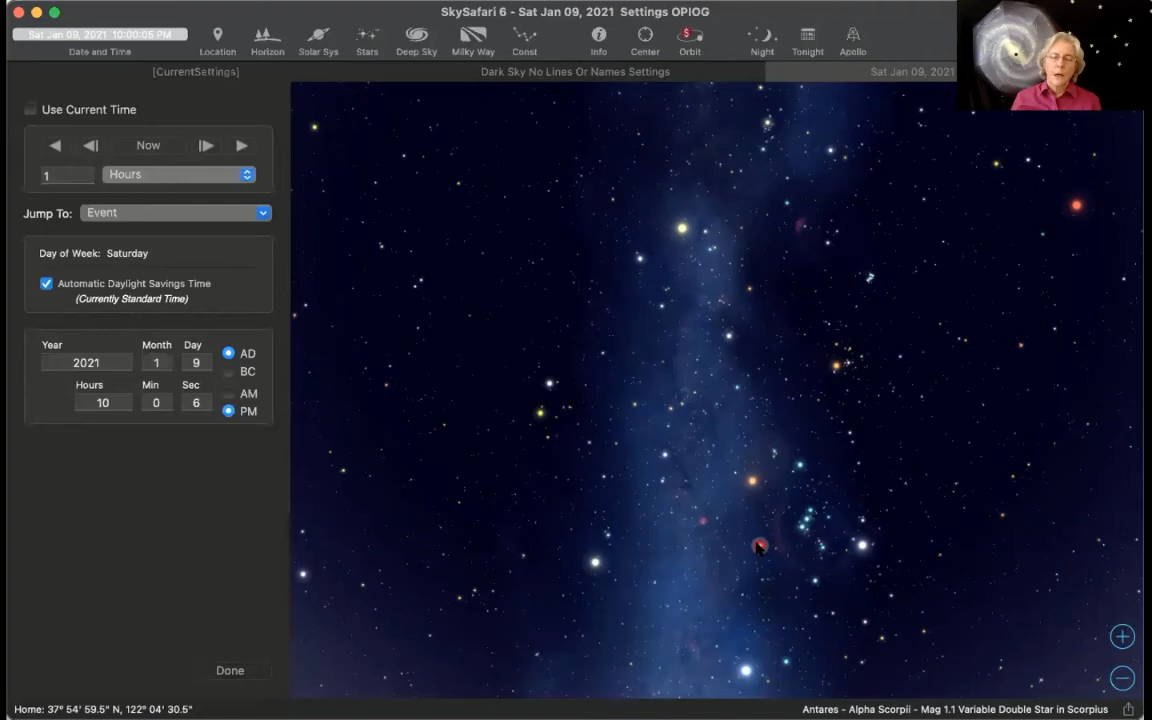 SkySafari 6 - Sat Jan 09, 2021 Settings OPIOG
Sat Jan 09, 2021 10:00:05 PM
Date and Time
Location
Horizon
Solar Sys
Stars
Deep Sky
Milky Way
Const
Info
Center
Orbit
Night
Tonight
Apollo
[CurrentSettings]
Dark Sky No Lines Or Names Settings
Sat Jan 09, 2021
Use Current Time
Now
1
Hours
Jump To: Event
Day of Week: Saturday
Automatic Daylight Savings Time
(Currently Standard Time)
Year Month Day
2021 1 9
AD
BC
Hours Min Sec
10 0 6
AM
PM
Done
Home: 37° 54' 59.5" N, 122° 04' 30.5"
Antares - Alpha Scorpii - Mag 1.1 Variable Double Star in Scorpius